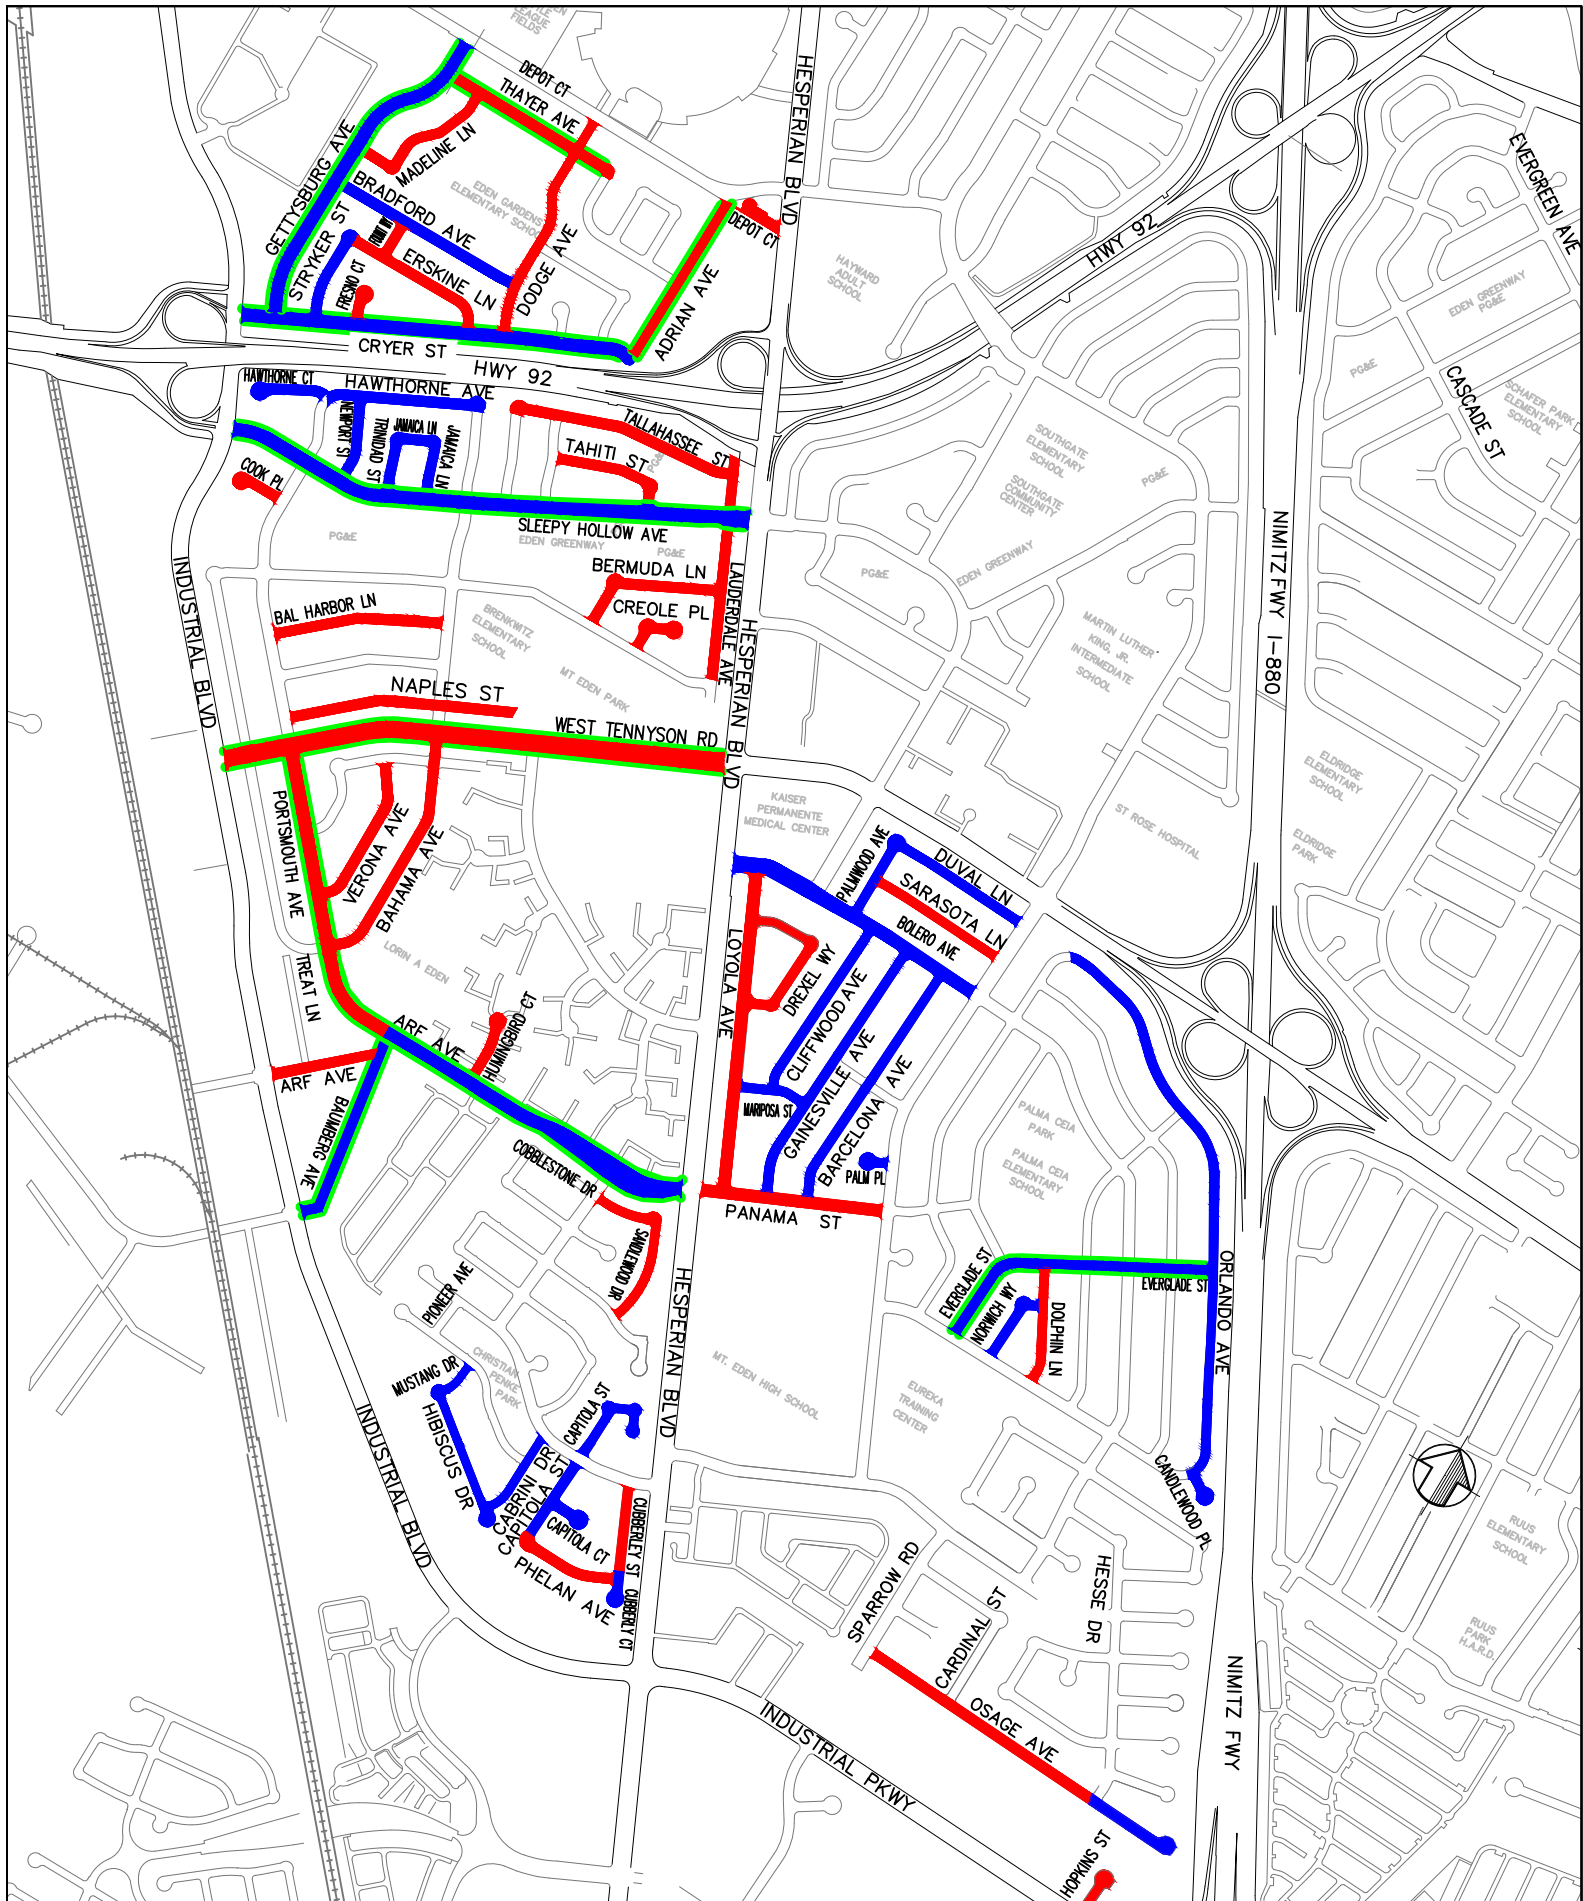 LEAGUE
FIELDS
DEPOT CT
THAYER AVE
HESPERIAN BLVD
MADELINE LN
GETTYSBURG AVE
BRADFORD AVE
EDEN GARDENS
ELEMENTARY SCHOOL
EVERGREEN AVE
STRYKER ST
ERSKINE LN
FRESNO CT
DODGE AVE
DEPOT CT
ADRIAN AVE
HWY 92
HAYWARD
ADULT
SCHOOL
EDEN GREENWAY
PG&E
CRYER ST
HWY 92
PG&E
HAWTHORNE CT
HAWTHORNE AVE
NEWPORT ST
TRINIDAD ST
JAMAICA LN
JAMAICA LN
TALLAHASSEE ST
TAHITI ST
CASCADE ST
SCHAFER PARK
ELEMENTARY
SCHOOL
COOK PL
SOUTHGATE
ELEMENTARY
SCHOOL
SOUTHGATE
COMMUNITY
CENTER
PG&E
SLEEPY HOLLOW AVE
PG&E
EDEN GREENWAY
PG&E
EDEN GREENWAY
PG&E
NIMITZ FWY I-880
INDUSTRIAL BLVD
BERMUDA LN
CREOLE PL
LAUDERDALE AVE
HESPERIAN BLVD
BAL HARBOR LN
BRENKWITZ
ELEMENTARY
SCHOOL
MT EDEN PARK
MARTIN LUTHER
KING, JR.
INTERMEDIATE
SCHOOL
NAPLES ST
WEST TENNYSON RD
ELDRIDGE
ELEMENTARY
SCHOOL
PORTSMOUTH AVE
VERONA AVE
BAHAMA AVE
KAISER
PERMANENTE
MEDICAL CENTER
ST ROSE HOSPITAL
ELDRIDGE
PARK
PALMWOOD AVE
DUVAL LN
SARASOTA LN
BOLERO AVE
LORIN A EDEN
TREAT LN
LOYOLA AVE
DREXEL WY
CLIFFWOOD AVE
GAINESVILLE AVE
BARCELONA AVE
MARIPOSA ST
PALM PL
ARF AVE
HUMINGBIRD CT
ARF AVE
BAUMBERG AVE
COBBLESTONE DR
PALMA CEIA
PARK
PALMA CEIA
ELEMENTARY
SCHOOL
PANAMA ST
SANDLEWOOD DR
PIONEER AVE
HESPERIAN BLVD
EVERGLADE ST
NORWICH WY
EVERGLADE ST
DOLPHIN LN
ORLANDO AVE
MUSTANG DR
CHRISTIAN
PENKE
PARK
HIBISCUS DR
CAPITOLA ST
MT. EDEN HIGH SCHOOL
EUREKA
TRAINING
CENTER
INDUSTRIAL BLVD
CABRINI DR
CAPITOLA ST
CAPITOLA CT
CUBBERLEY ST
CUBBERLY CT
PHELAN AVE
CANDLEWOOD PL
RUUS
ELEMENTARY
SCHOOL
SPARROW RD
CARDINAL ST
HESSE DR
RUUS
PARK
H.A.R.D.
OSAGE AVE
NIMITZ FWY
INDUSTRIAL PKWY
HOPKINS ST